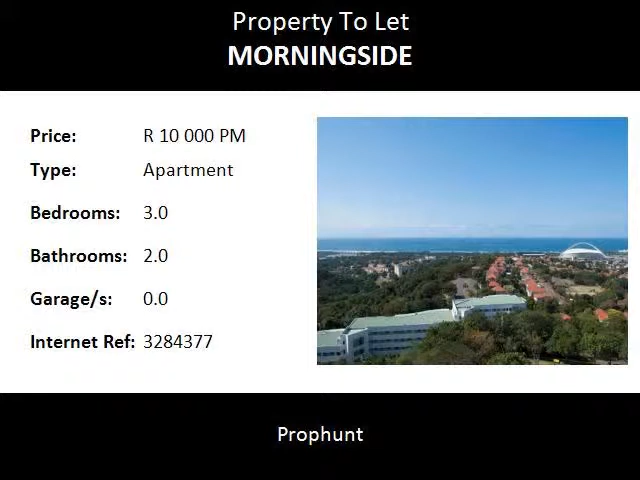 Property To Let
MORNINGSIDE
Price: R 10 000 PM
Type: Apartment
Bedrooms: 3.0
Bathrooms: 2.0
Garage/s: 0.0
Internet Ref: 3284377
Prophunt